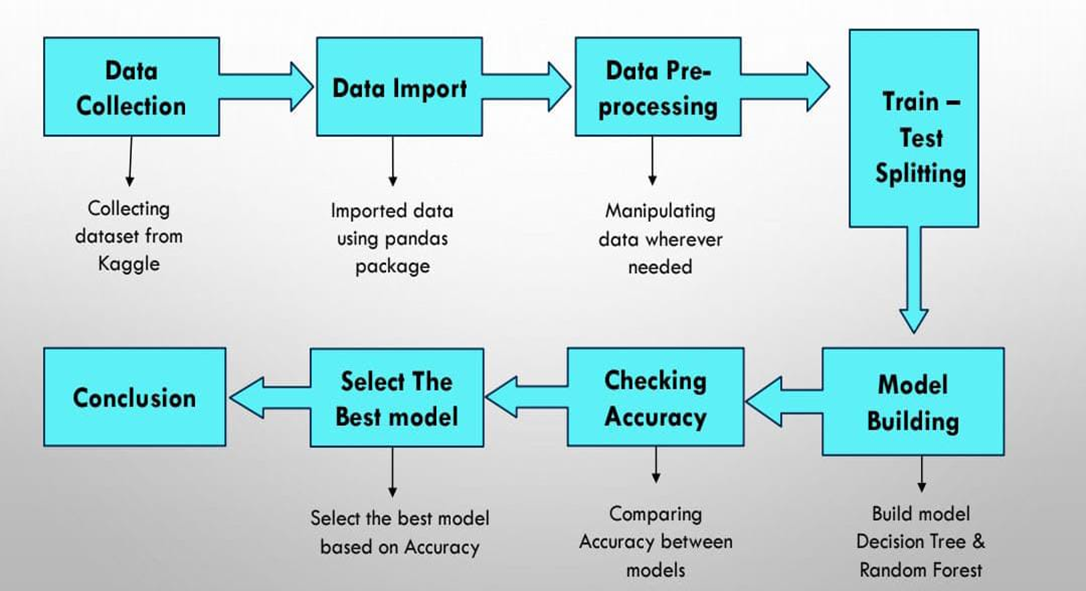 Data
Collection
Data Import
Data Pre-
processing
Train –
Test
Splitting
Collecting
dataset from
Kaggle
Imported data
using pandas
package
Manipulating
data wherever
needed
Model
Building
Checking
Accuracy
Select The
Best model
Conclusion
Build model
Decision Tree &
Random Forest
Comparing
Accuracy between
models
Select the best model
based on Accuracy